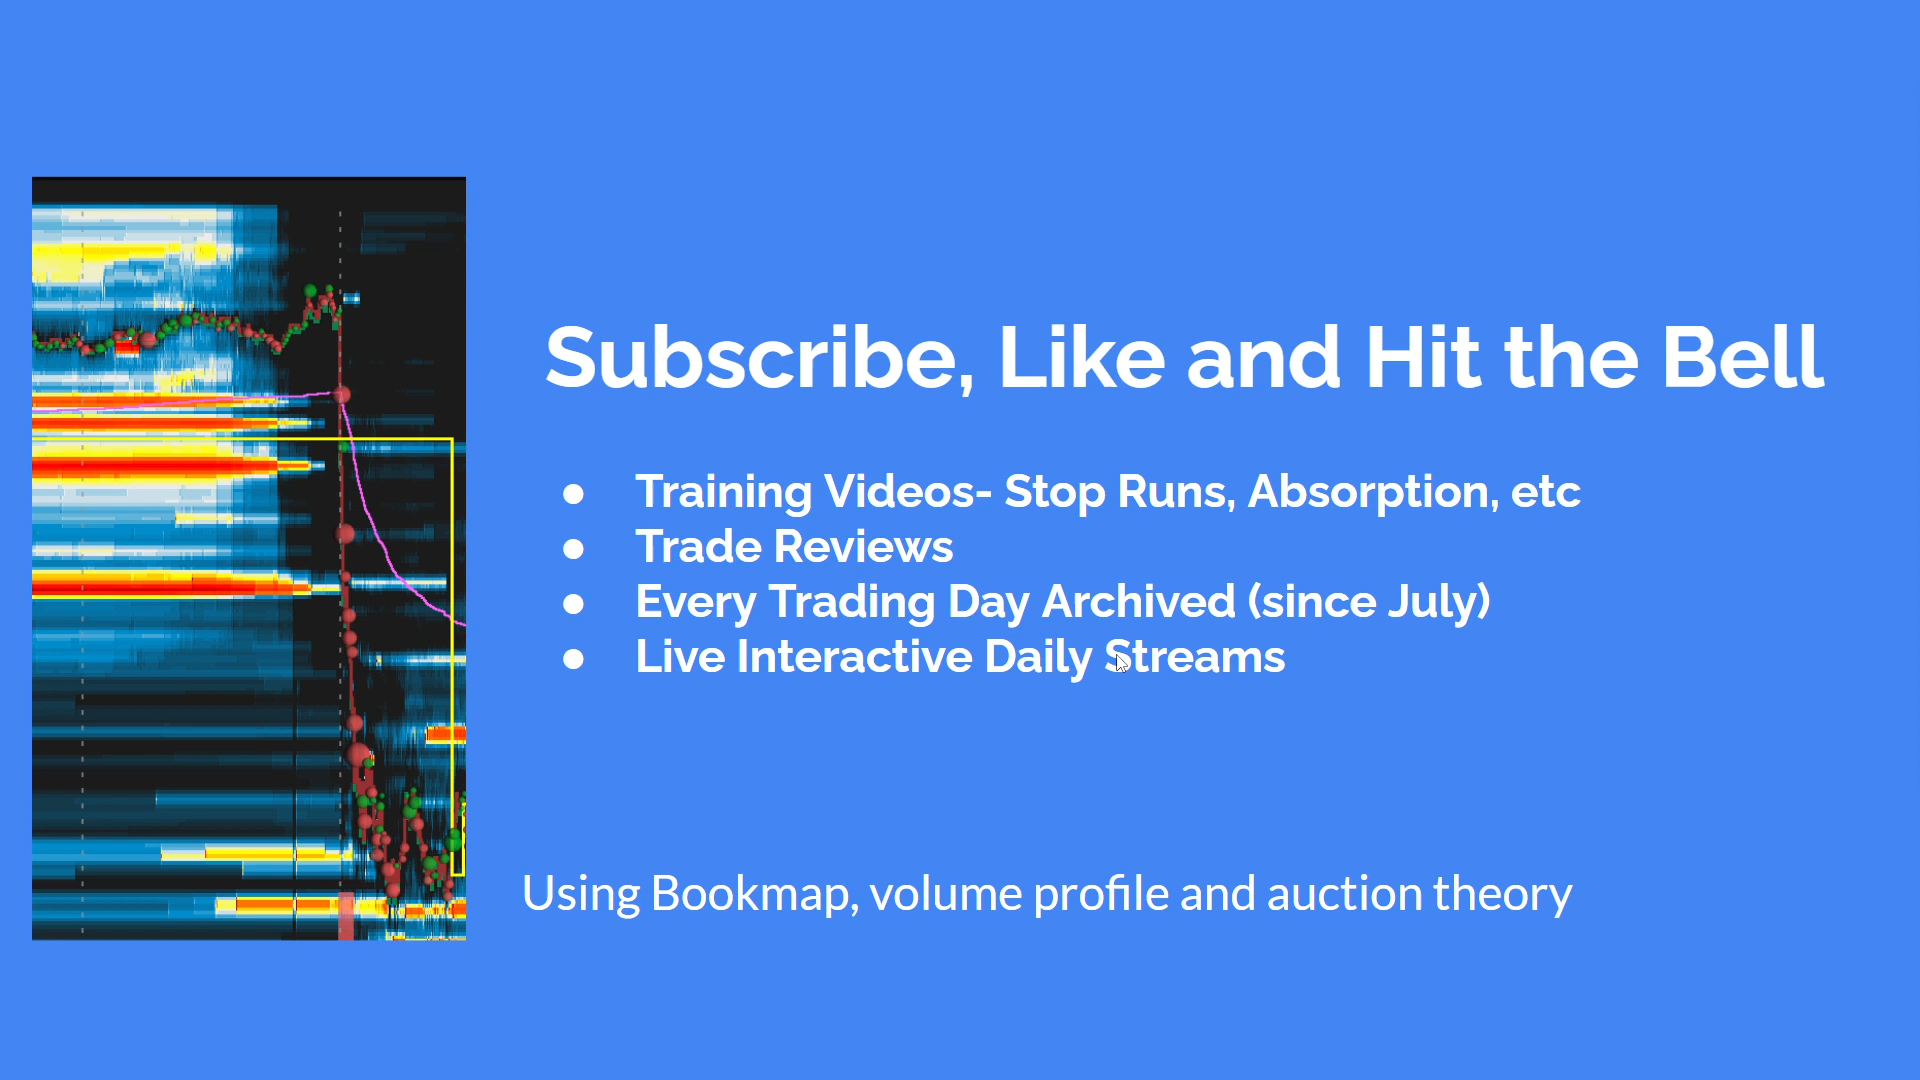 Subscribe, Like and Hit the Bell
● Training Videos- Stop Runs, Absorption, etc
● Trade Reviews
● Every Trading Day Archived (since July)
● Live Interactive Daily Streams
Using Bookmap, volume profile and auction theory